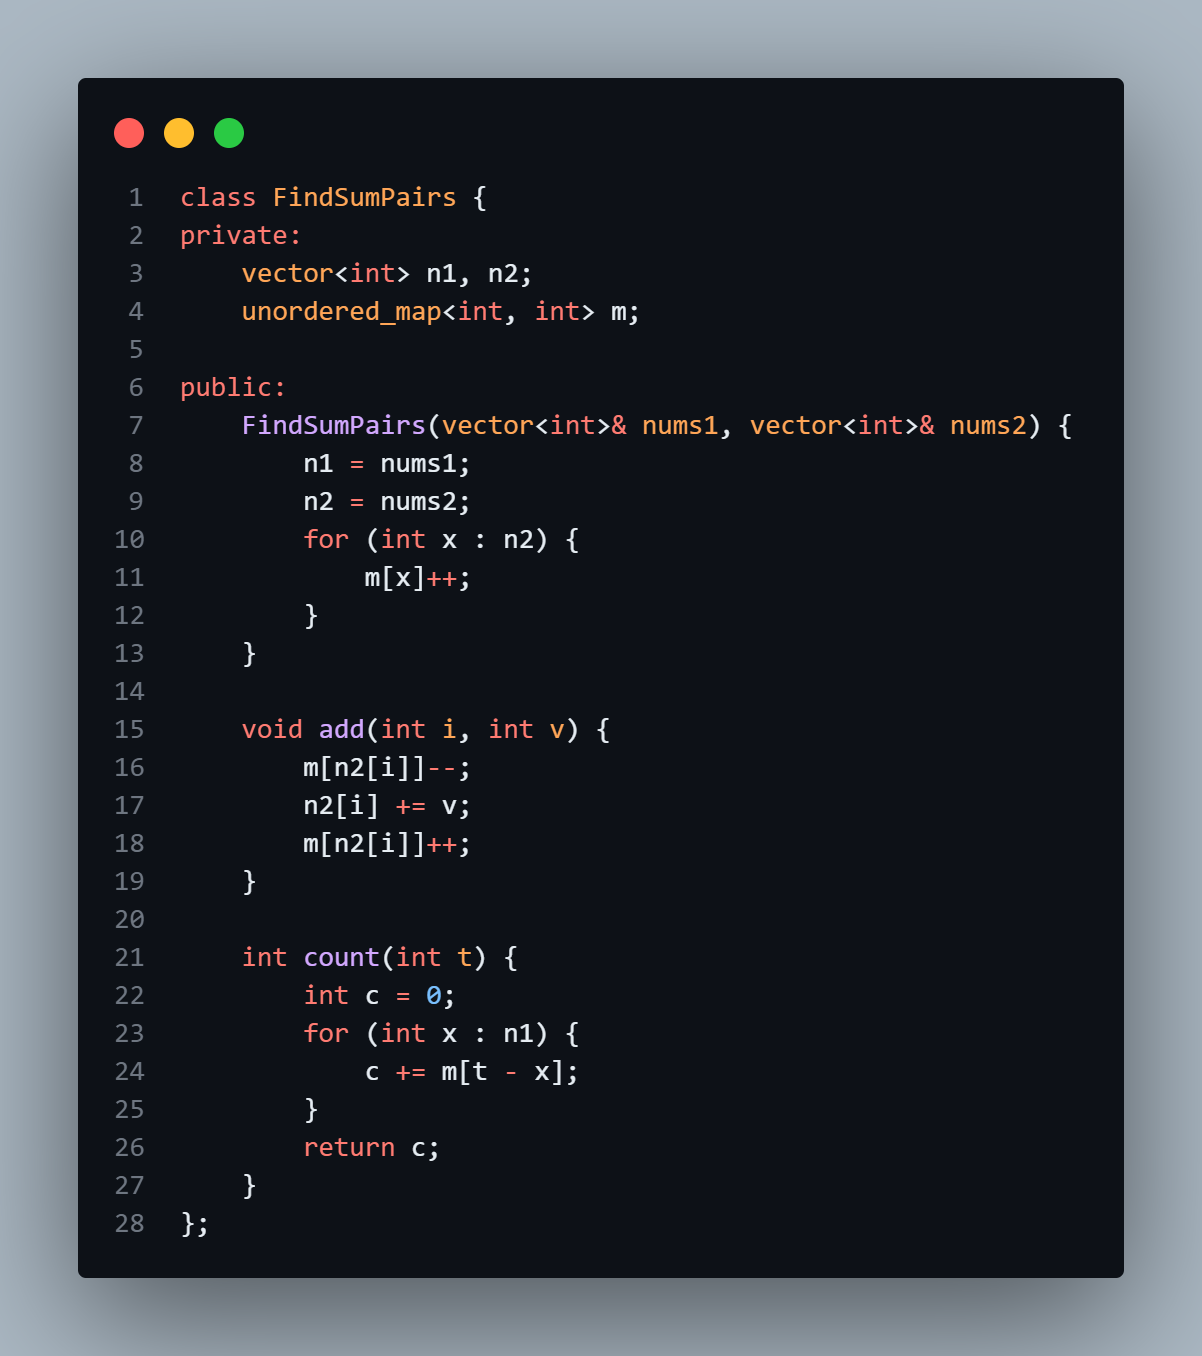 1 class FindSumPairs {
2 private:
3     vector<int> n1, n2;
4     unordered_map<int, int> m;
5
6 public:
7     FindSumPairs(vector<int>& nums1, vector<int>& nums2) {
8         n1 = nums1;
9         n2 = nums2;
10         for (int x : n2) {
11             m[x]++;
12         }
13     }
14
15     void add(int i, int v) {
16         m[n2[i]]--;
17         n2[i] += v;
18         m[n2[i]]++;
19     }
20
21     int count(int t) {
22         int c = 0;
23         for (int x : n1) {
24             c += m[t - x];
25         }
26         return c;
27     }
28 };